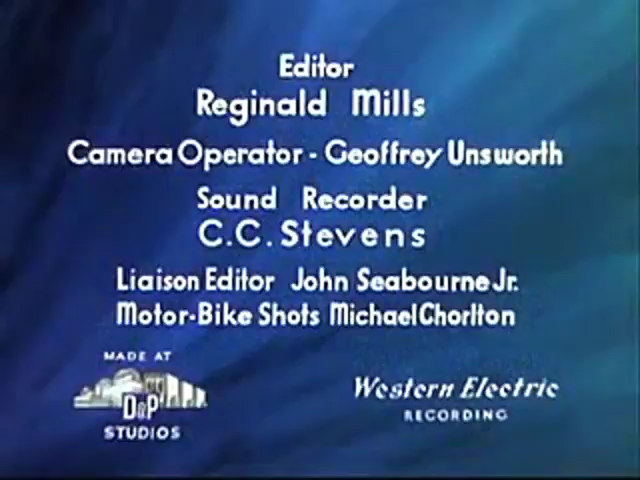 Editor
Reginald Mills
Camera Operator - Geoffrey Unsworth
Sound Recorder
C.C. Stevens
Liaison Editor John Seabourne Jr.
Motor-Bike Shots Michael Chorlton
MADE AT
D&P
STUDIOS
Western Electric
RECORDING